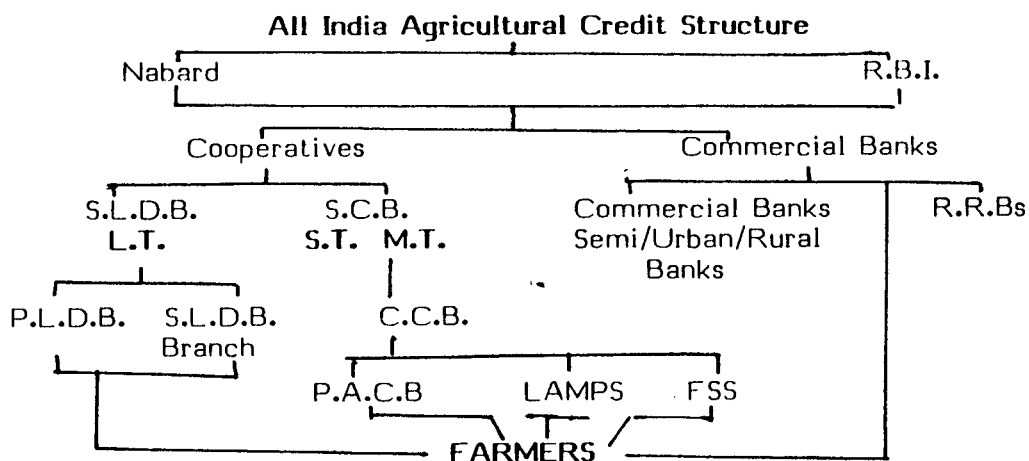 All India Agricultural Credit Structure
Nabard R.B.I.
Cooperatives Commercial Banks
S.L.D.B. S.C.B. Commercial Banks R.R.Bs
L.T. S.T. M.T. Semi/Urban/Rural
Banks
P.L.D.B. S.L.D.B. C.C.B.
Branch
P.A.C.B LAMPS FSS
FARMERS